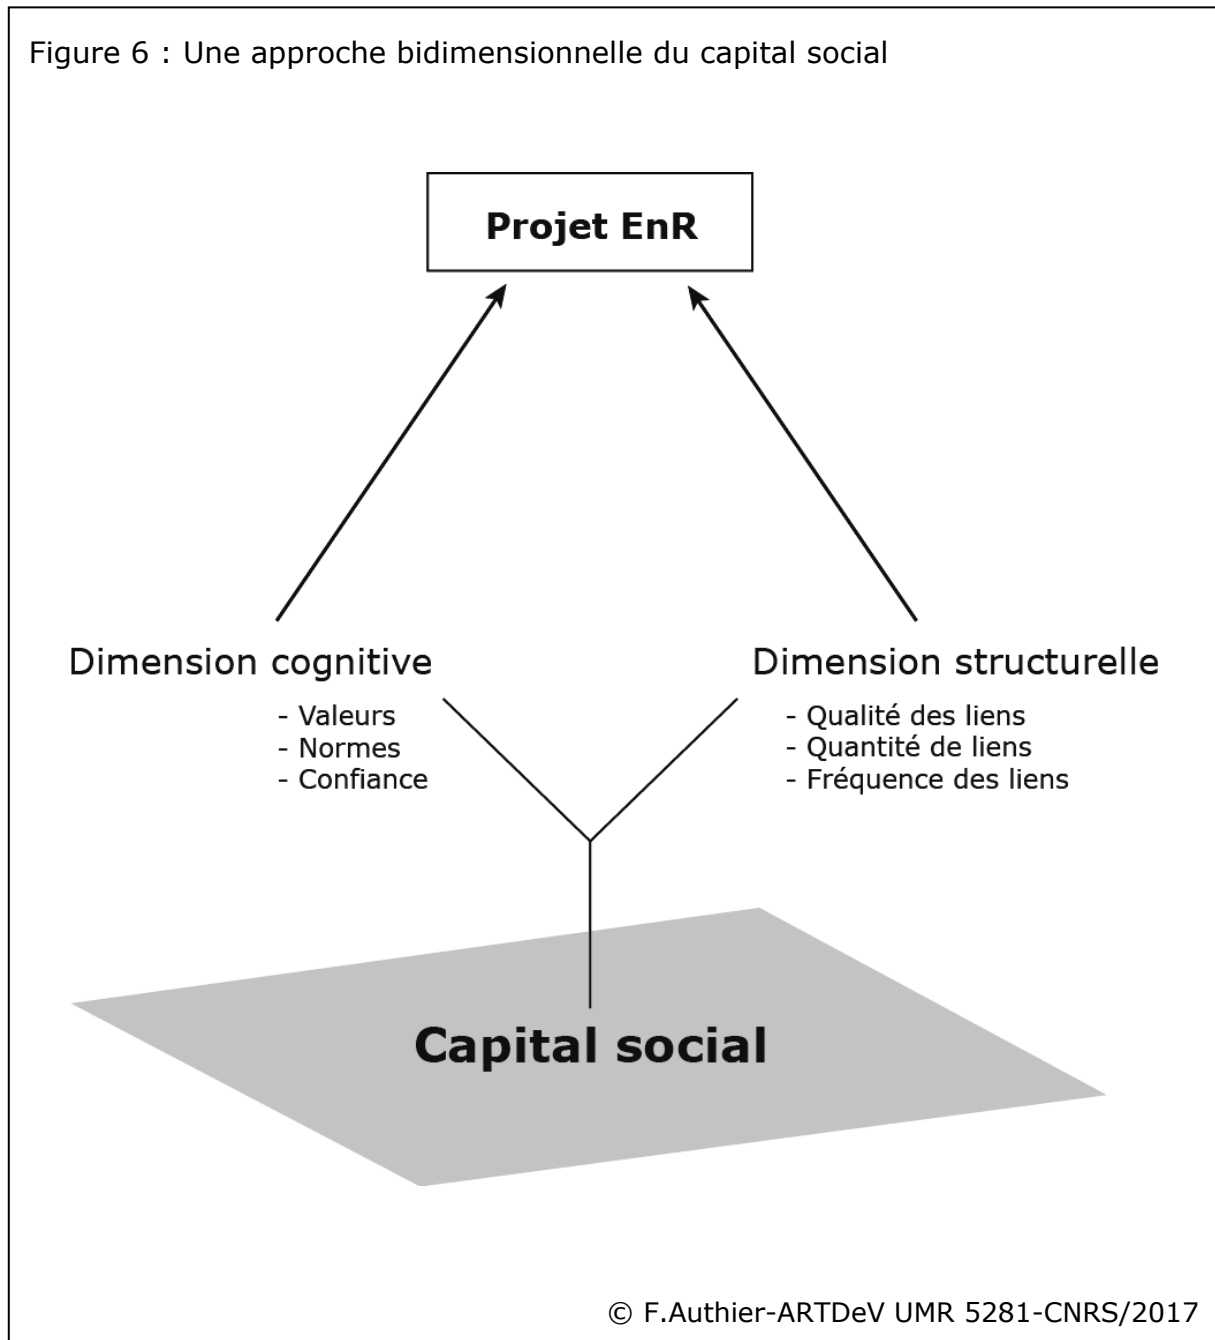 Figure 6 : Une approche bidimensionnelle du capital social
Projet EnR
Dimension cognitive
- Valeurs
- Normes
- Confiance
Dimension structurelle
- Qualité des liens
- Quantité de liens
- Fréquence des liens
Capital social
© F.Authier-ARTDeV UMR 5281-CNRS/2017